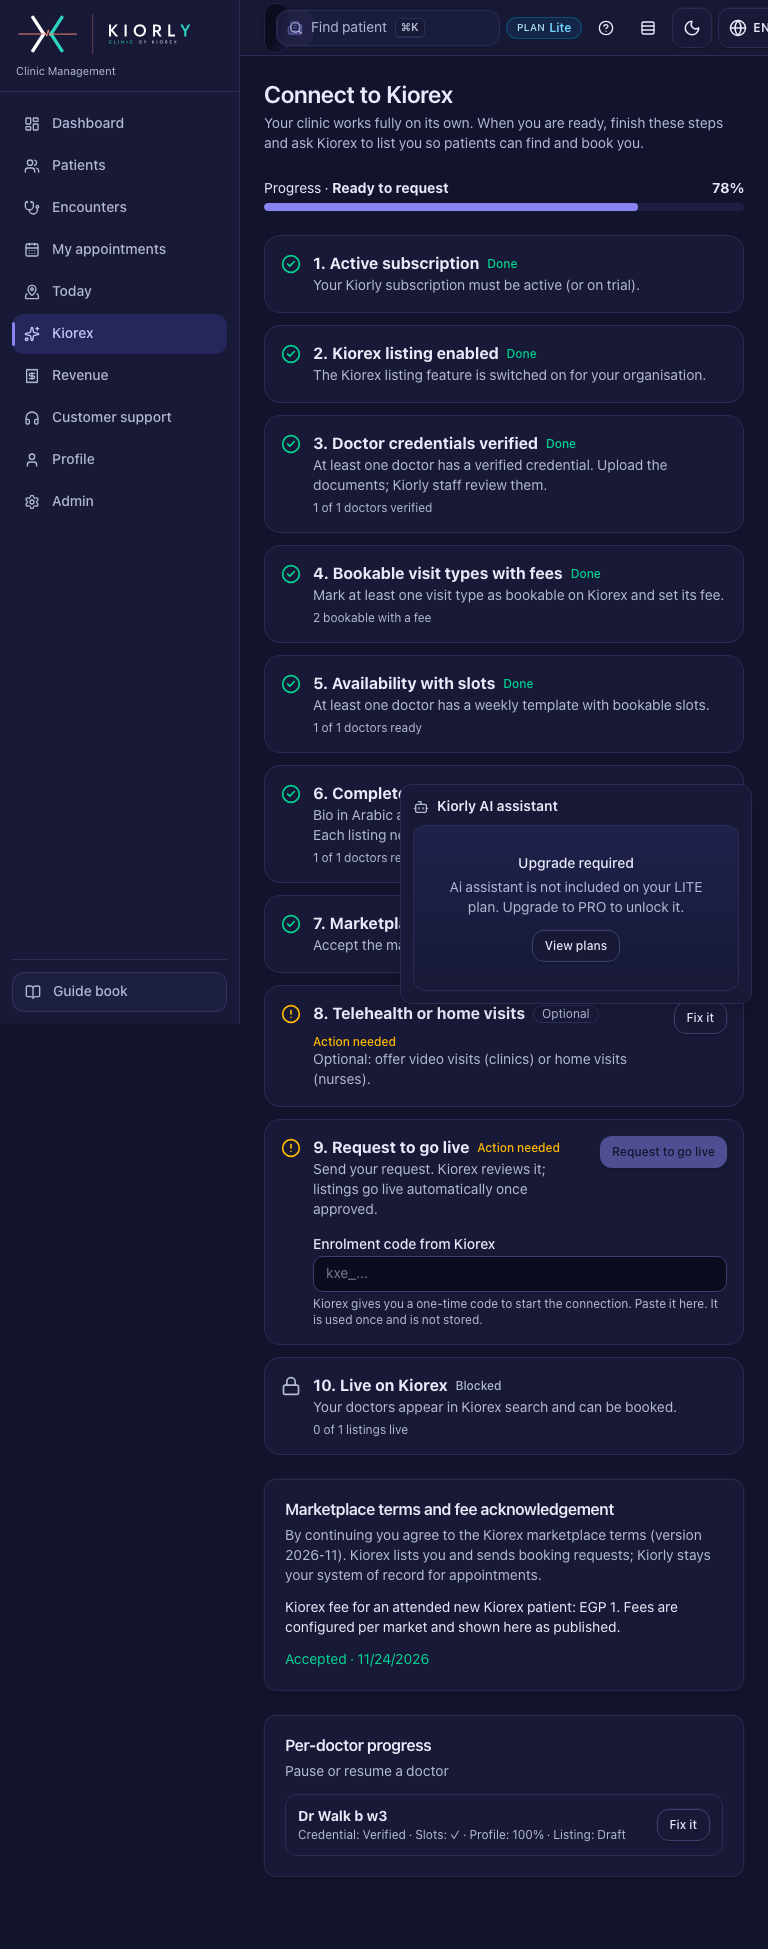 KIORLY
CLINIC BY KIOREX
Clinic Management
Dashboard
Patients
Encounters
My appointments
Today
Kiorex
Revenue
Customer support
Profile
Admin
Guide book
Find patient ⌘K
PLAN Lite
EN
Connect to Kiorex
Your clinic works fully on its own. When you are ready, finish these steps
and ask Kiorex to list you so patients can find and book you.
Progress · Ready to request 78%
1. Active subscription Done
Your Kiorly subscription must be active (or on trial).
2. Kiorex listing enabled Done
The Kiorex listing feature is switched on for your organisation.
3. Doctor credentials verified Done
At least one doctor has a verified credential. Upload the
documents; Kiorly staff review them.
1 of 1 doctors verified
4. Bookable visit types with fees Done
Mark at least one visit type as bookable on Kiorex and set its fee.
2 bookable with a fee
5. Availability with slots Done
At least one doctor has a weekly template with bookable slots.
1 of 1 doctors ready
6. Complete
Bio in Arabic
Each listing
1 of 1 doctors
7.
Accept the
Kiorly AI assistant
Upgrade required
Ai assistant is not included on your LITE
plan. Upgrade to PRO to unlock it.
View plans
8. Telehealth or home visits Optional
Fix it
Action needed
Optional: offer video visits (clinics) or home visits
(nurses).
9. Request to go live Action needed
Request to go live
Send your request. Kiorex reviews it;
listings go live automatically once
approved.
Enrolment code from Kiorex
kxe_...
Kiorex gives you a one-time code to start the connection. Paste it here. It
is used once and is not stored.
10. Live on Kiorex Blocked
Your doctors appear in Kiorex search and can be booked.
0 of 1 listings live
Marketplace terms and fee acknowledgement
By continuing you agree to the Kiorex marketplace terms (version
2026-11). Kiorex lists you and sends booking requests; Kiorly stays
your system of record for appointments.
Kiorex fee for an attended new Kiorex patient: EGP 1. Fees are
configured per market and shown here as published.
Accepted · 11/24/2026
Per-doctor progress
Pause or resume a doctor
Dr Walk b w3
Credential: Verified · Slots: ✓ · Profile: 100% · Listing: Draft
Fix it